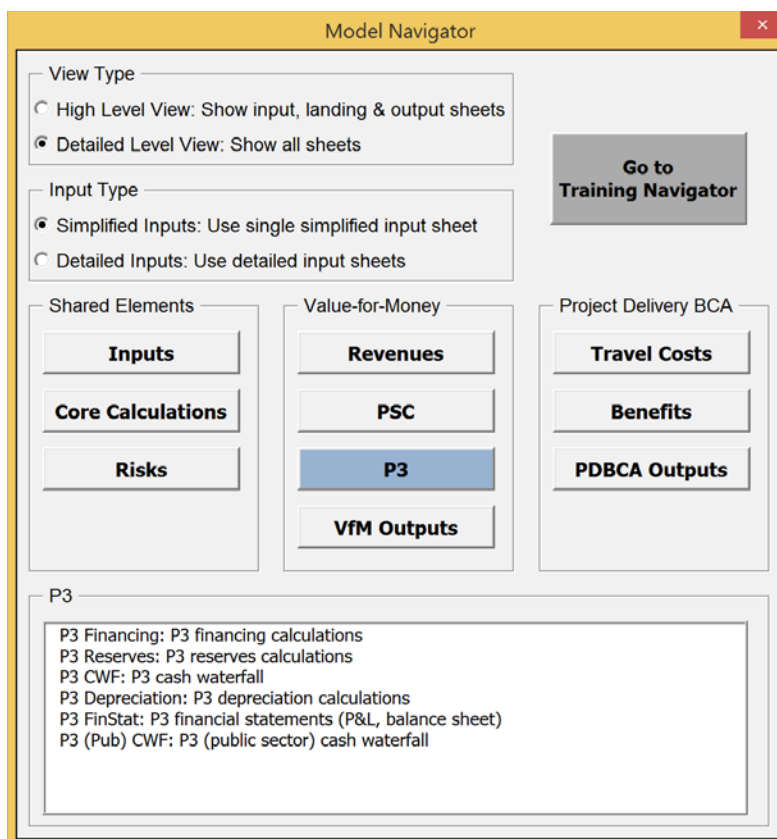 Model Navigator
View Type
High Level View: Show input, landing & output sheets
Detailed Level View: Show all sheets
Go to
Training Navigator
Input Type
Simplified Inputs: Use single simplified input sheet
Detailed Inputs: Use detailed input sheets
Shared Elements
Inputs
Core Calculations
Risks
Value-for-Money
Revenues
PSC
P3
VfM Outputs
Project Delivery BCA
Travel Costs
Benefits
PDBCA Outputs
P3
P3 Financing: P3 financing calculations
P3 Reserves: P3 reserves calculations
P3 CWF: P3 cash waterfall
P3 Depreciation: P3 depreciation calculations
P3 FinStat: P3 financial statements (P&L, balance sheet)
P3 (Pub) CWF: P3 (public sector) cash waterfall